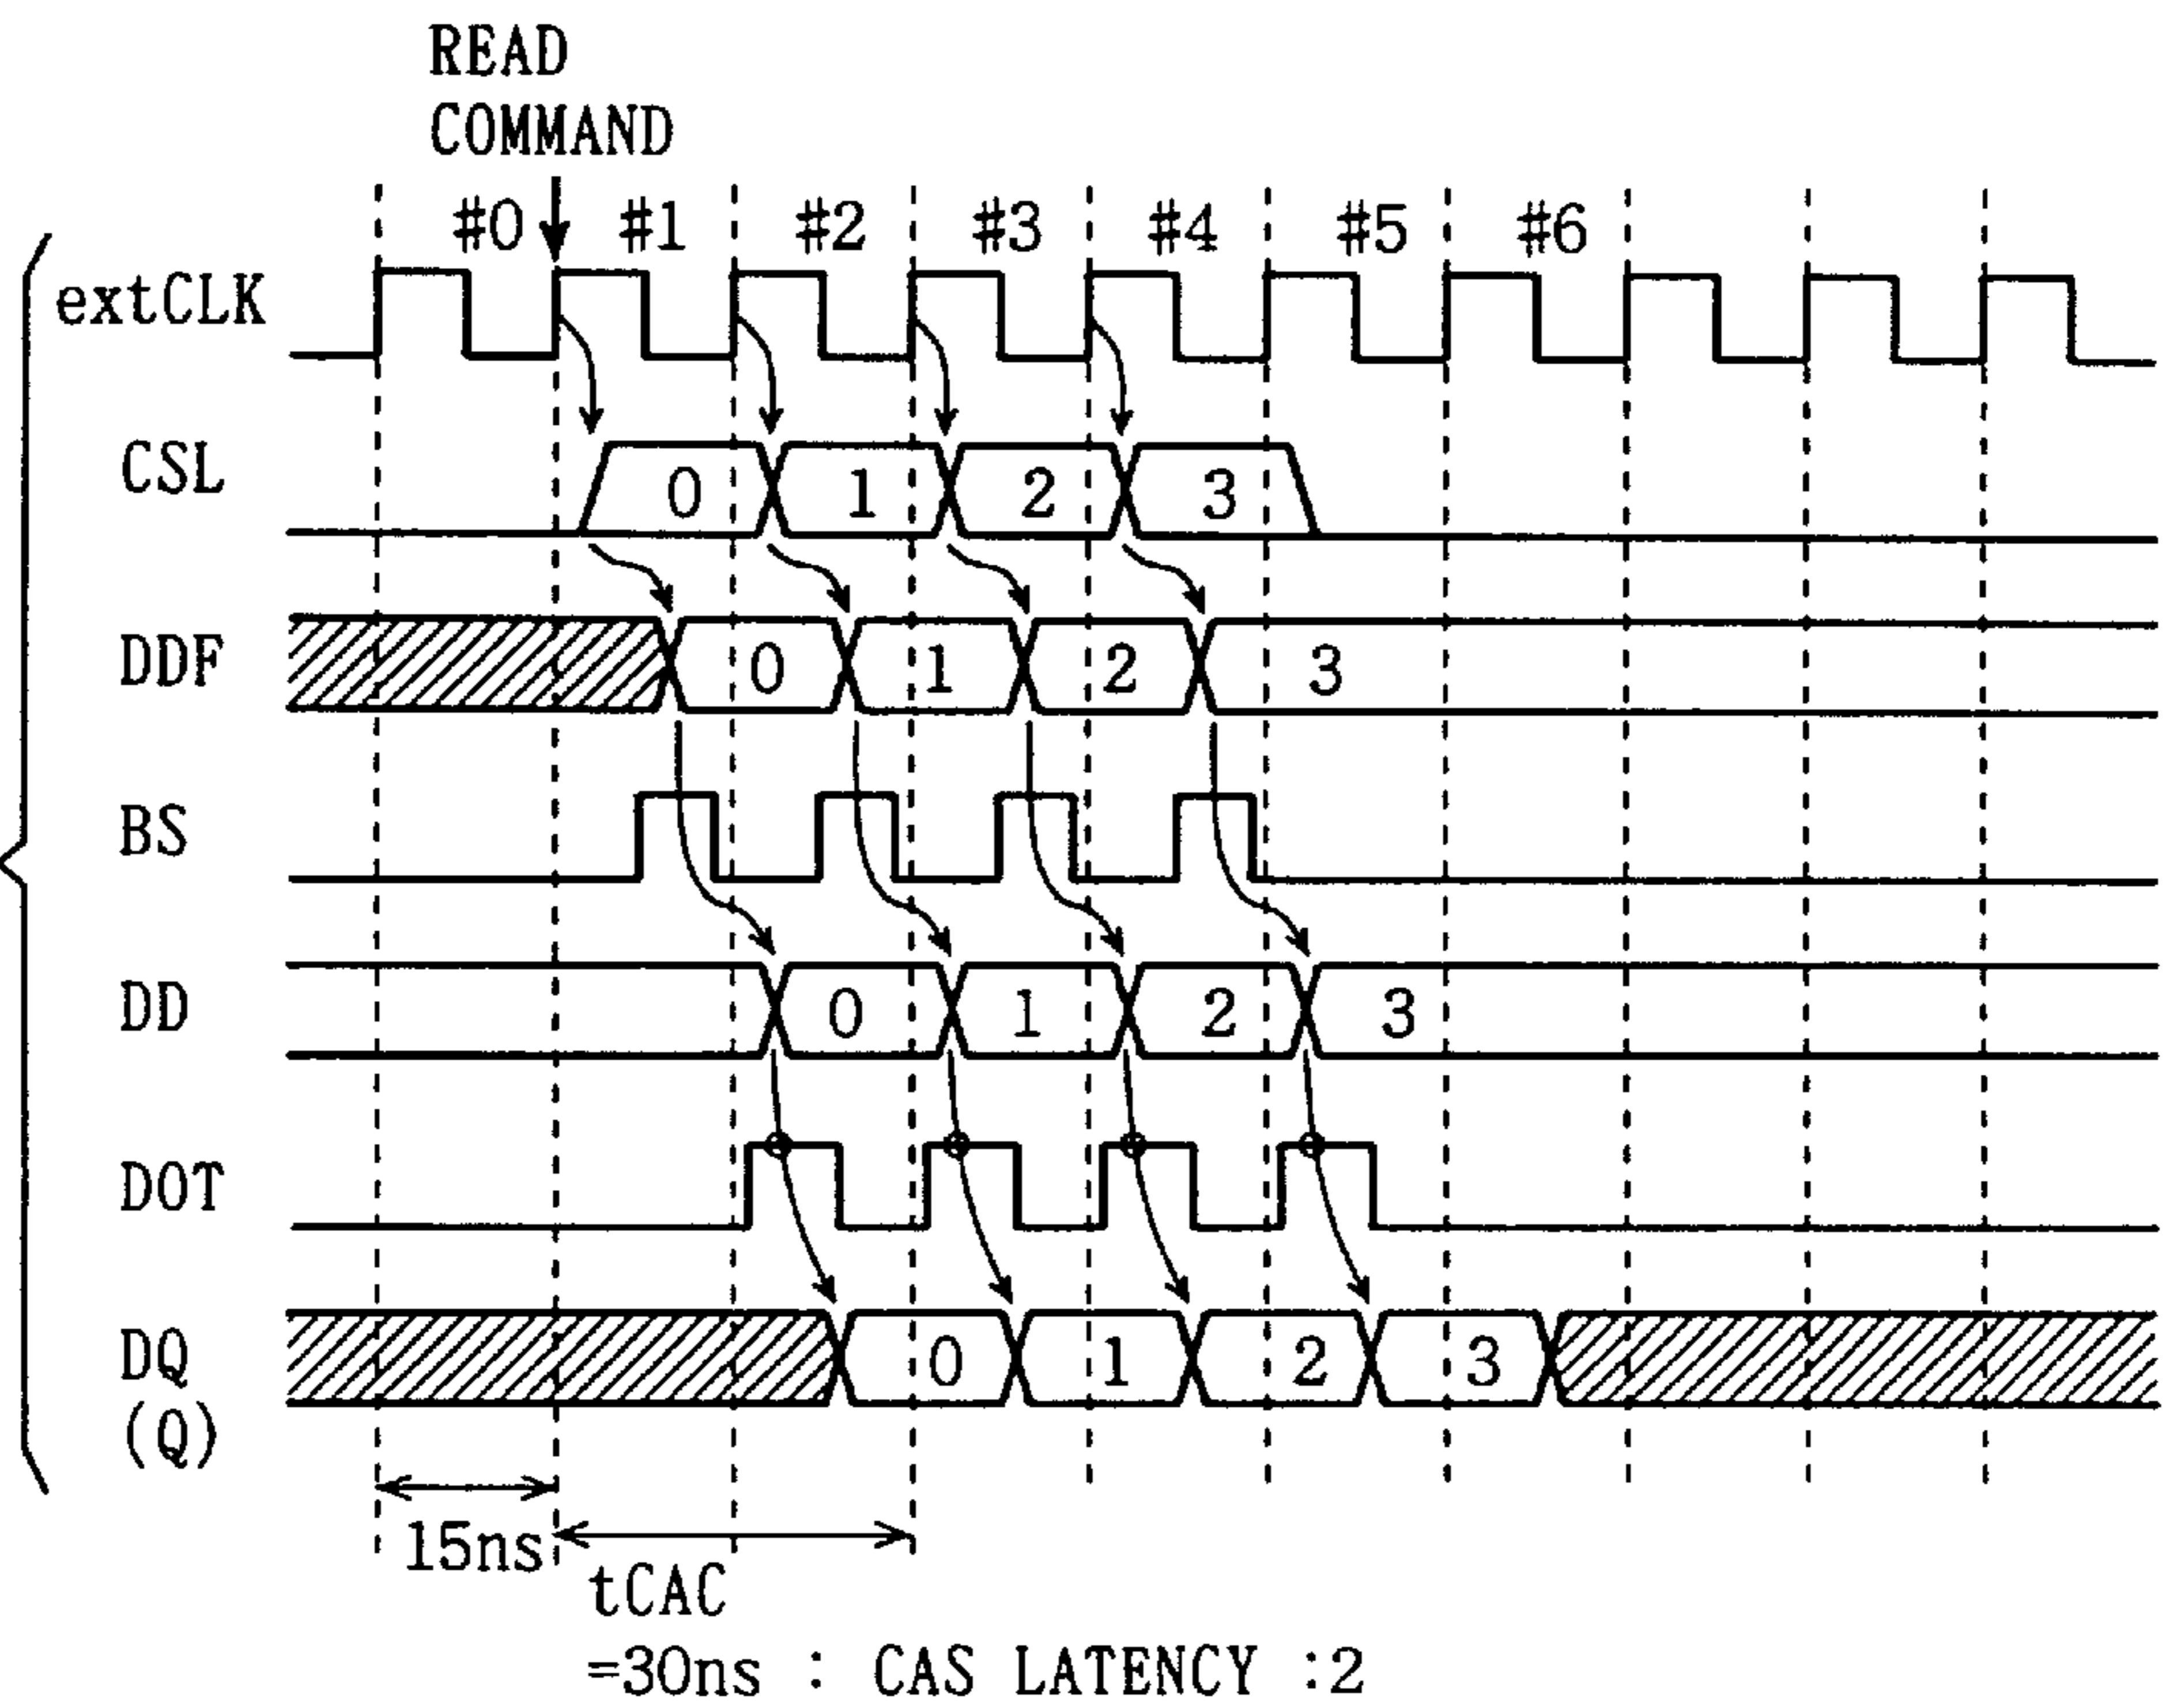 READ
COMMAND
#0 #1 #2 #3 #4 #5 #6
extCLK
CSL 0 1 2 3
DDF 0 1 2 3
BS
DD 0 1 2 3
DOT
DQ 0 1 2 3
(Q)
15ns
tCAC
=30ns : CAS LATENCY :2